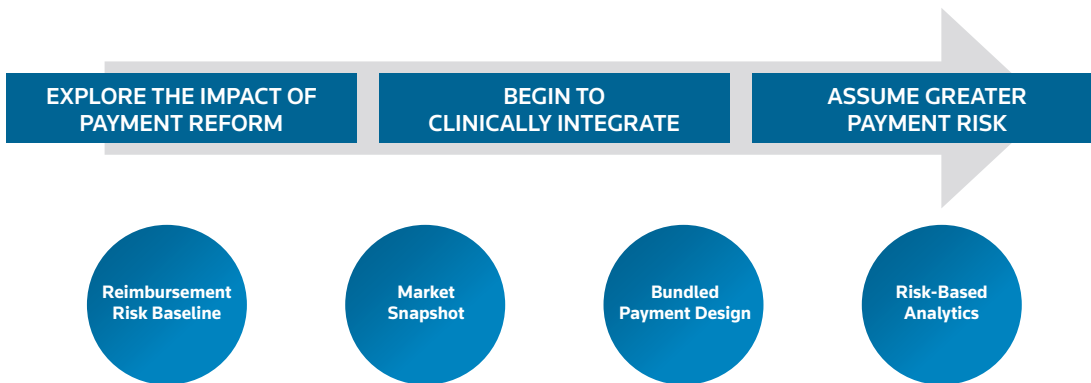 EXPLORE THE IMPACT OF
PAYMENT REFORM
BEGIN TO
CLINICALLY INTEGRATE
ASSUME GREATER
PAYMENT RISK
Reimbursement
Risk Baseline
Market
Snapshot
Bundled
Payment Design
Risk-Based
Analytics